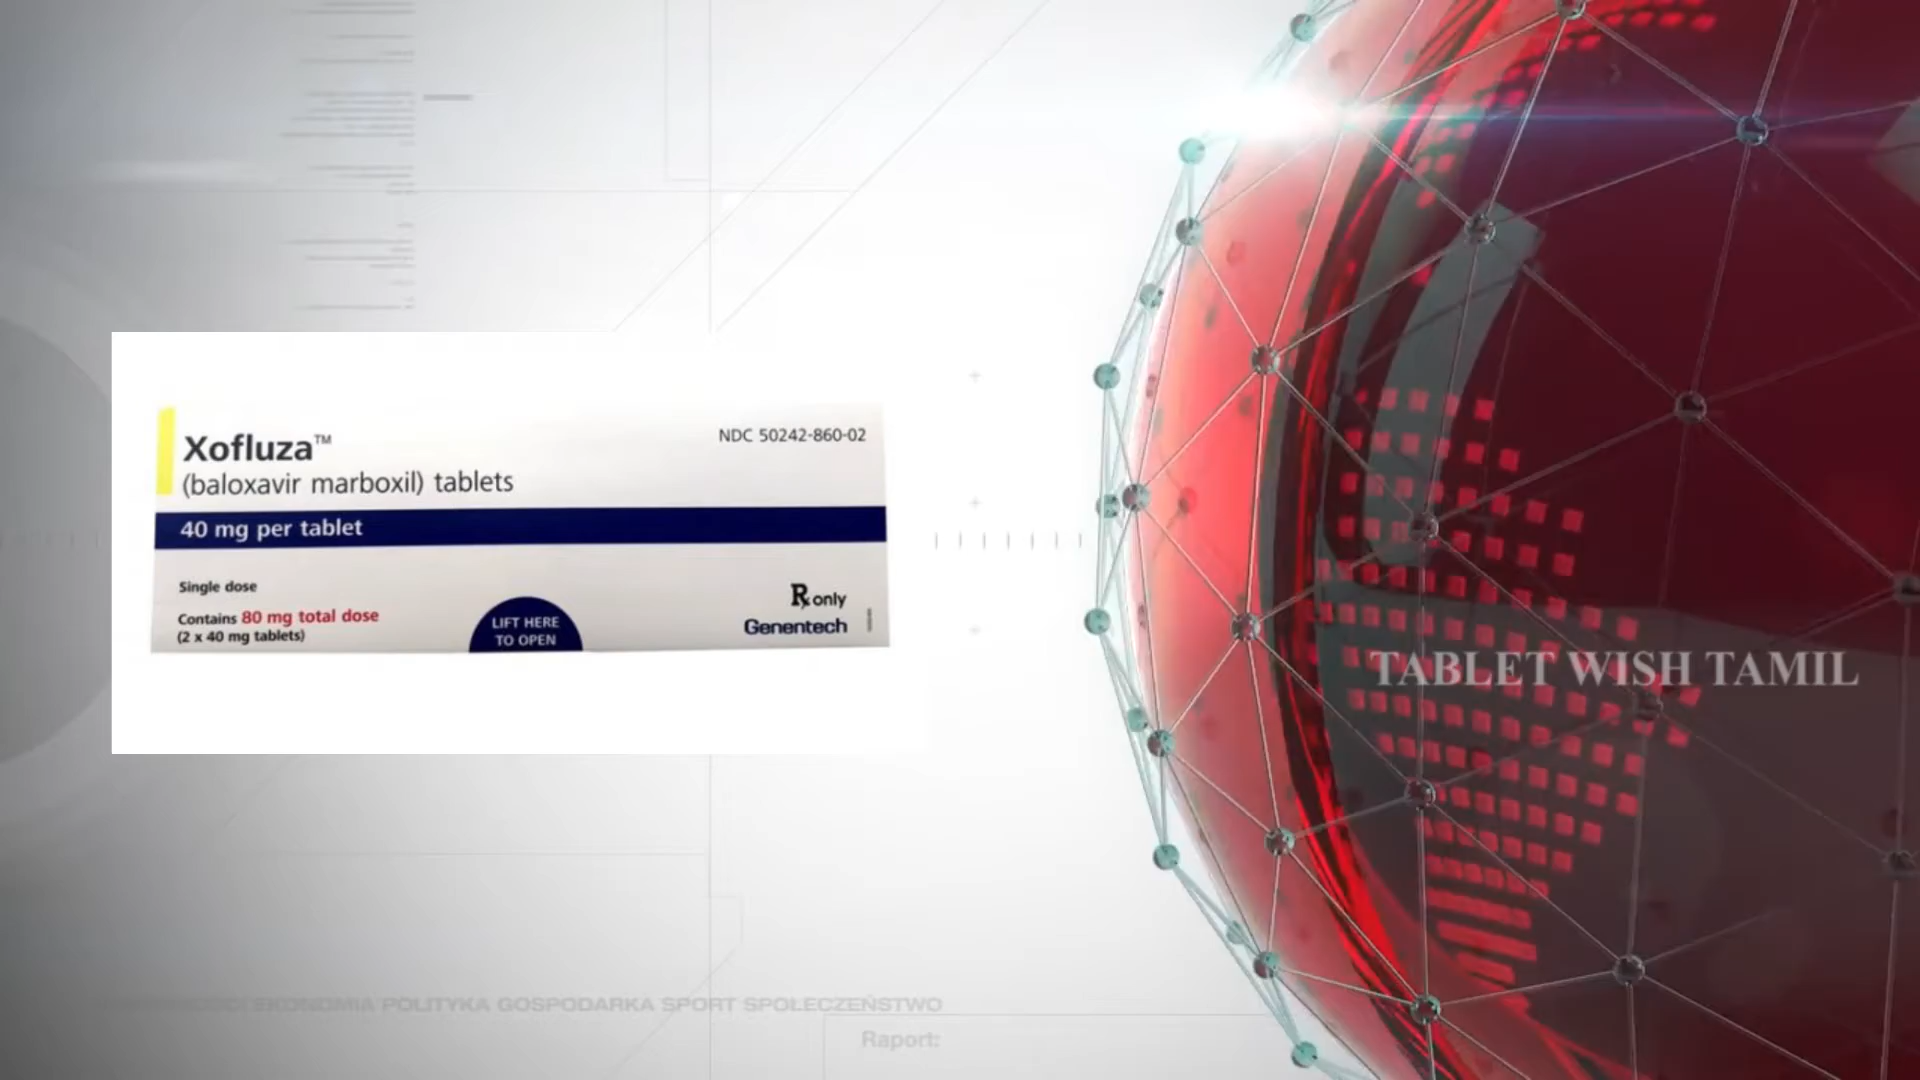 Xofluza™
(baloxavir marboxil) tablets
NDC 50242-860-02
40 mg per tablet
Single dose
Contains 80 mg total dose
(2 x 40 mg tablets)
LIFT HERE
TO OPEN
Rx only
Genentech
TABLET WISH TAMIL
EKONOMIA POLITYKA GOSPODARKA SPORT SPOŁECZEŃSTWO
Raport: